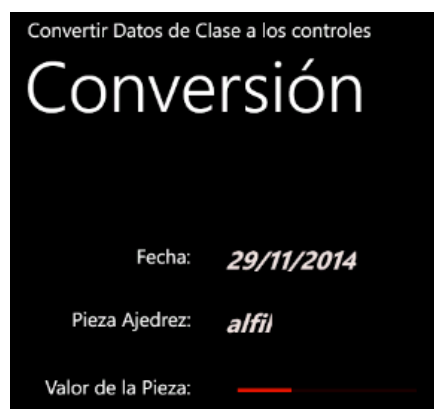 Convertir Datos de Clase a los controles
Conversión
Fecha: 29/11/2014
Pieza Ajedrez: alfil
Valor de la Pieza: